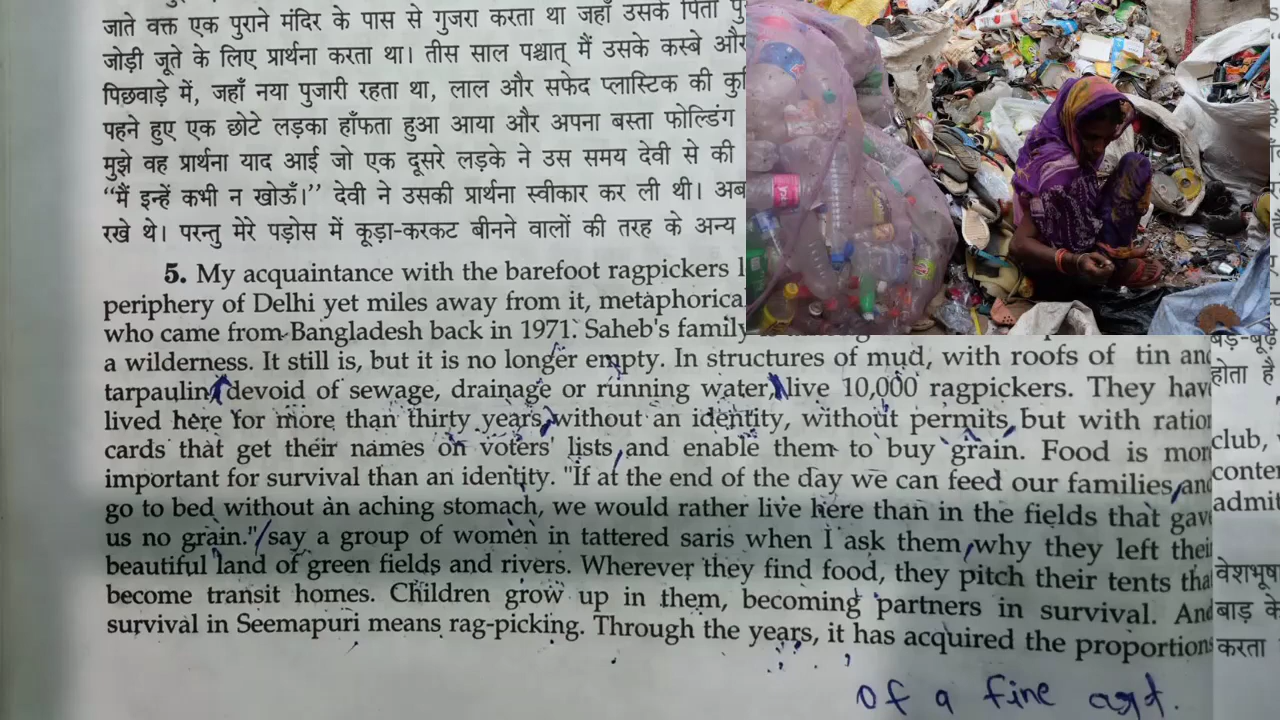 जाते वक्त एक पुराने मंदिर के पास से गुजरा करता था जहाँ उसके पिता
जोड़ी जूते के लिए प्रार्थना करता था। तीस साल पश्चात् मैं उसके कस्बे और
पिछवाड़े में, जहाँ नया पुजारी रहता था, लाल और सफेद प्लास्टिक की
पहने हुए एक छोटे लड़का हाँफता हुआ आया और अपना बस्ता फोल्डिंग
मुझे वह प्रार्थना याद आई जो एक दूसरे लड़के ने उस समय देवी से की
“मैं इन्हें कभी न खोऊँ।” देवी ने उसकी प्रार्थना स्वीकार कर ली थी। अब
रखे थे। परन्तु मेरे पड़ोस में कूड़ा-करकट बीनने वालों की तरह के अन्य
5. My acquaintance with the barefoot ragpickers
periphery of Delhi yet miles away from it,
who came from Bangladesh back in 1971. Saheb's family
a wilderness. It still is, but it is no longer empty. In structures of mud, with roofs of tin and
tarpaulin, devoid of sewage, drainage or running water, live 10,000 ragpickers. They have
lived here for more than thirty years, without an identity, without permits, but with ration
cards that get their names on voters' lists and enable them to buy grain. Food is mor
important for survival than an identity. "If at the end of the day we can feed our families and
go to bed without an aching stomach, we would rather live here than in the fields that gav
us no grain." say a group of women in tattered saris when I ask them why they left thei
beautiful land of green fields and rivers. Wherever they find food, they pitch their tents tha
become transit homes. Children grow up in them, becoming partners in survival. And
survival in Seemapuri means rag-picking. Through the years, it has acquired the proportions
of a fine art.
होता है
club,
conten
admit
वेशभूषा
बाड़ के
करता